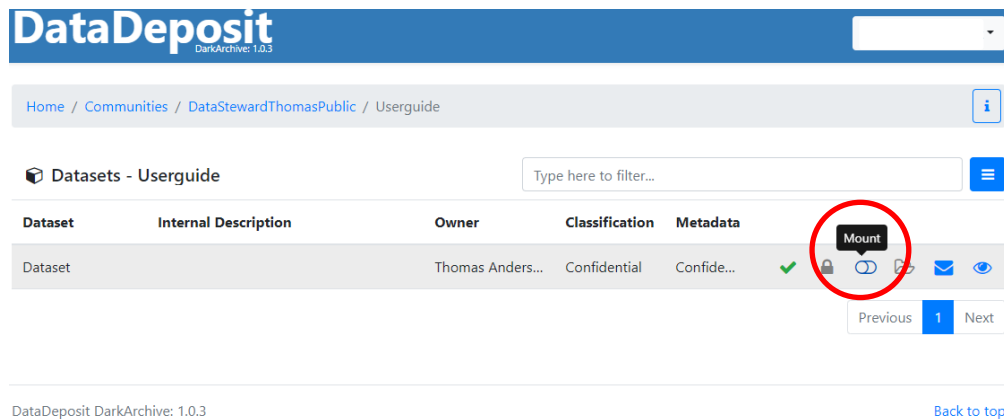 DataDeposit
DarkArchive: 1.0.3
Home / Communities / DataStewardThomasPublic / Userguide
i
Datasets - Userguide
Type here to filter...
Dataset Internal Description Owner Classification Metadata
Mount
Dataset Thomas Anders... Confidential Confide...
Previous 1 Next
DataDeposit DarkArchive: 1.0.3 Back to top